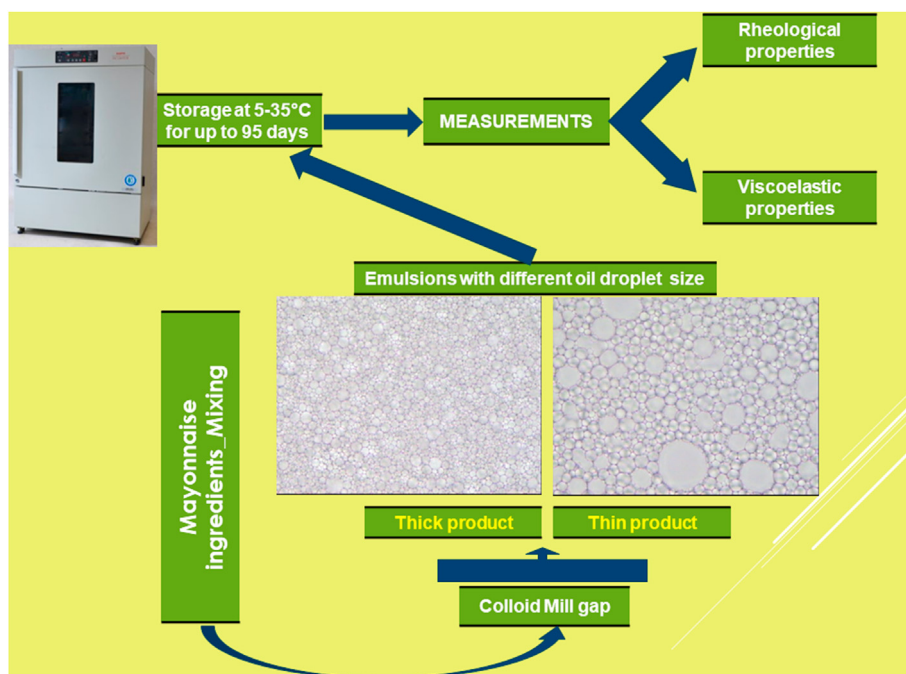 Rheological
properties
Storage at 5-35°C
for up to 95 days
MEASUREMENTS
Viscoelastic
properties
Emulsions with different oil droplet size
Mayonnaise
ingredients_Mixing
Thick product
Thin product
Colloid Mill gap